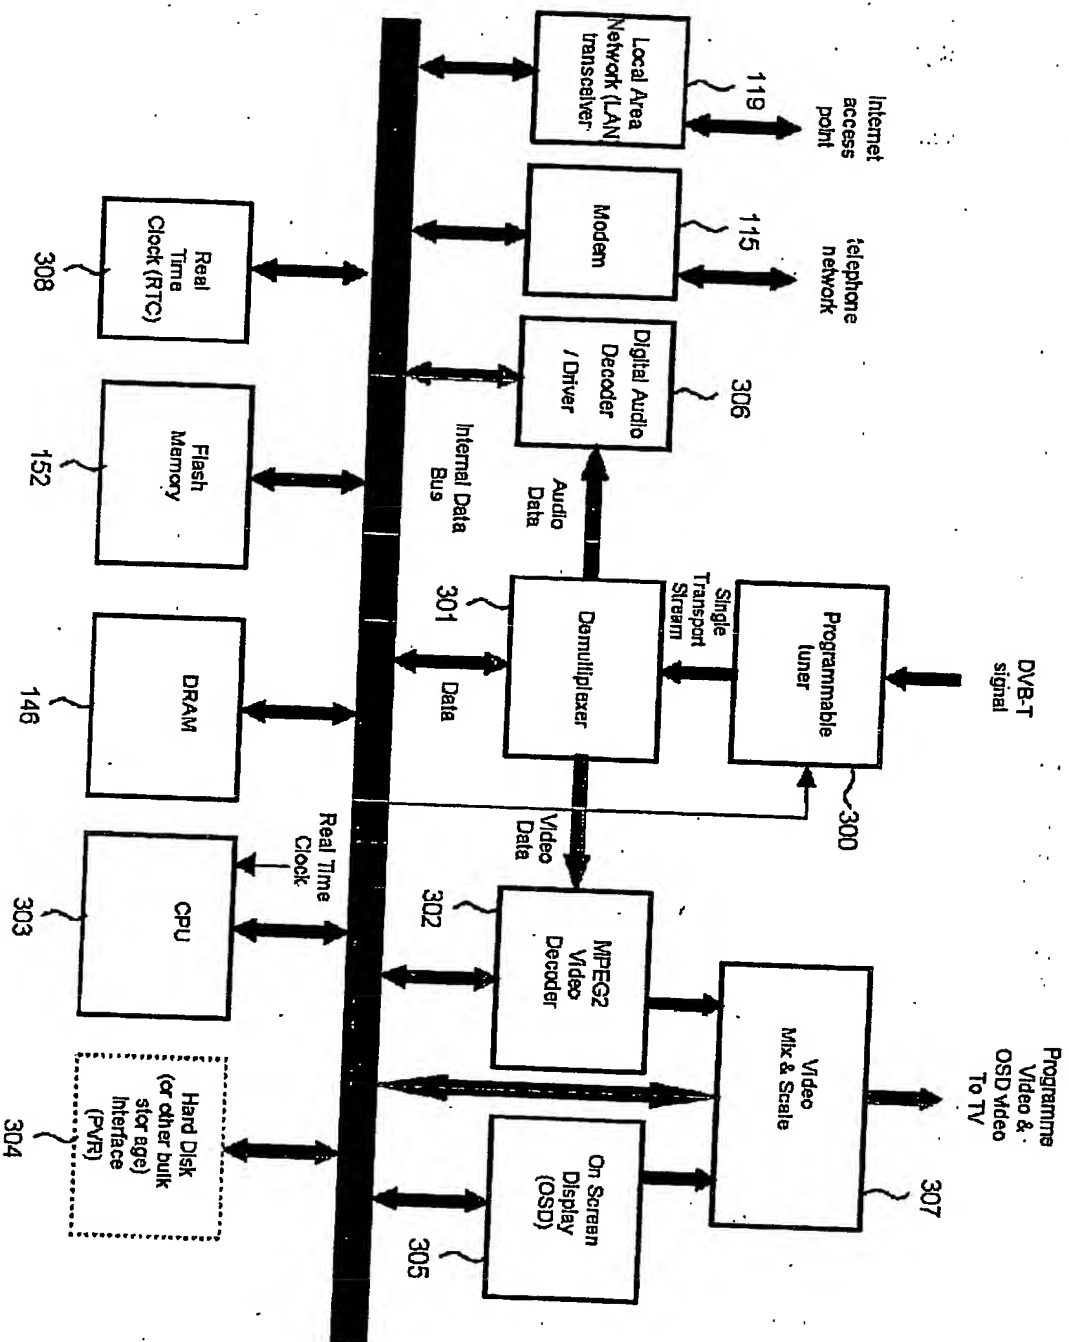 Internet
access
point
telephone
network
DVB-T
signal
Programme
Video &
OSD video
To TV
119
115
306
300
307
Local Area
Network (LAN)
transceiver
Modem
Digital Audio
Decoder
/ Driver
Audio
Data
Programmable
tuner
Single
Transport
Stream
Demultiplexer
301
Video
Data
302
MPEG2
Video
Decoder
Video
Mix & Scale
On Screen
Display
(OSD)
305
Internal Data
Bus
Data
Real Time
Clock
Real
Time
Clock (RTC)
308
Flash
Memory
152
DRAM
146
CPU
303
Hard Disk
(or other bulk
storage)
Interface
(PVR)
304